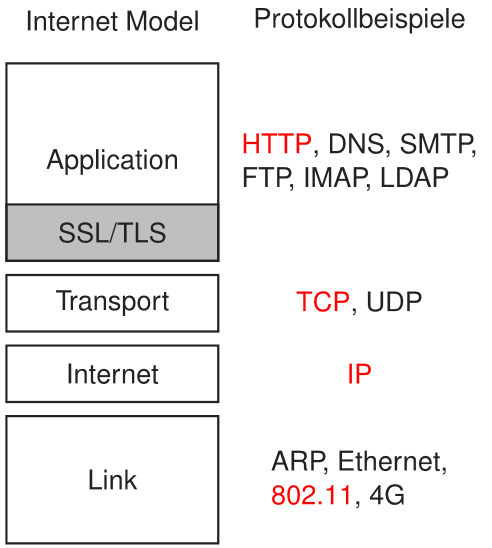 Internet Model
Protokollbeispiele
Application
HTTP, DNS, SMTP,
FTP, IMAP, LDAP
SSL/TLS
Transport
TCP, UDP
Internet
IP
Link
ARP, Ethernet,
802.11, 4G